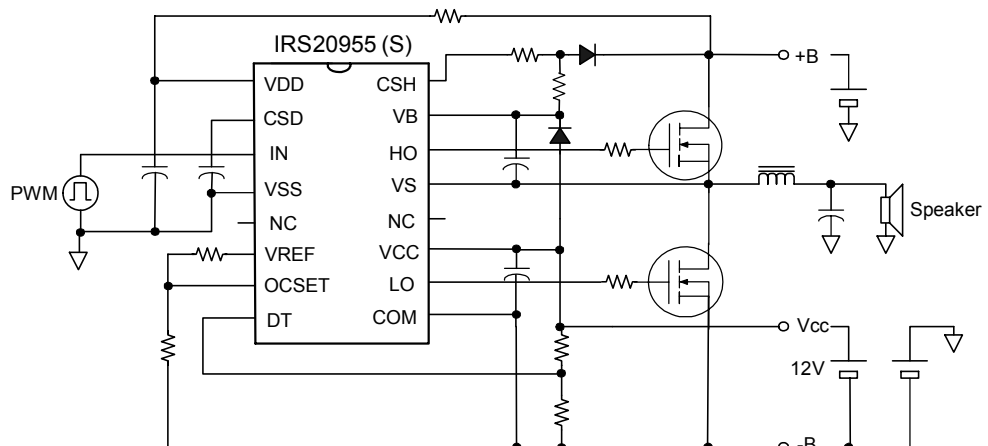 IRS20955 (S)
VDD
CSD
IN
VSS
NC
VREF
OCSET
DT
CSH
VB
HO
VS
NC
VCC
LO
COM
PWM
+B
Speaker
Vcc
12V
-B